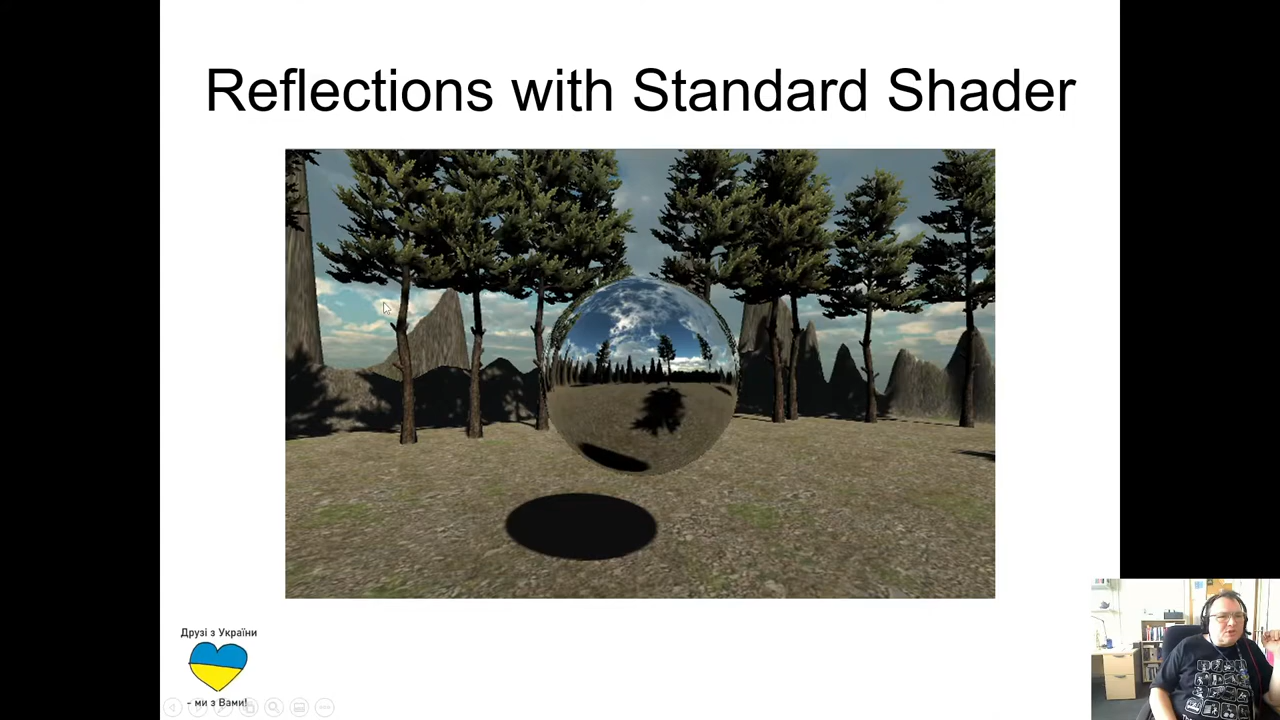 Reflections with Standard Shader
Друзі з України
- ми з Вами!